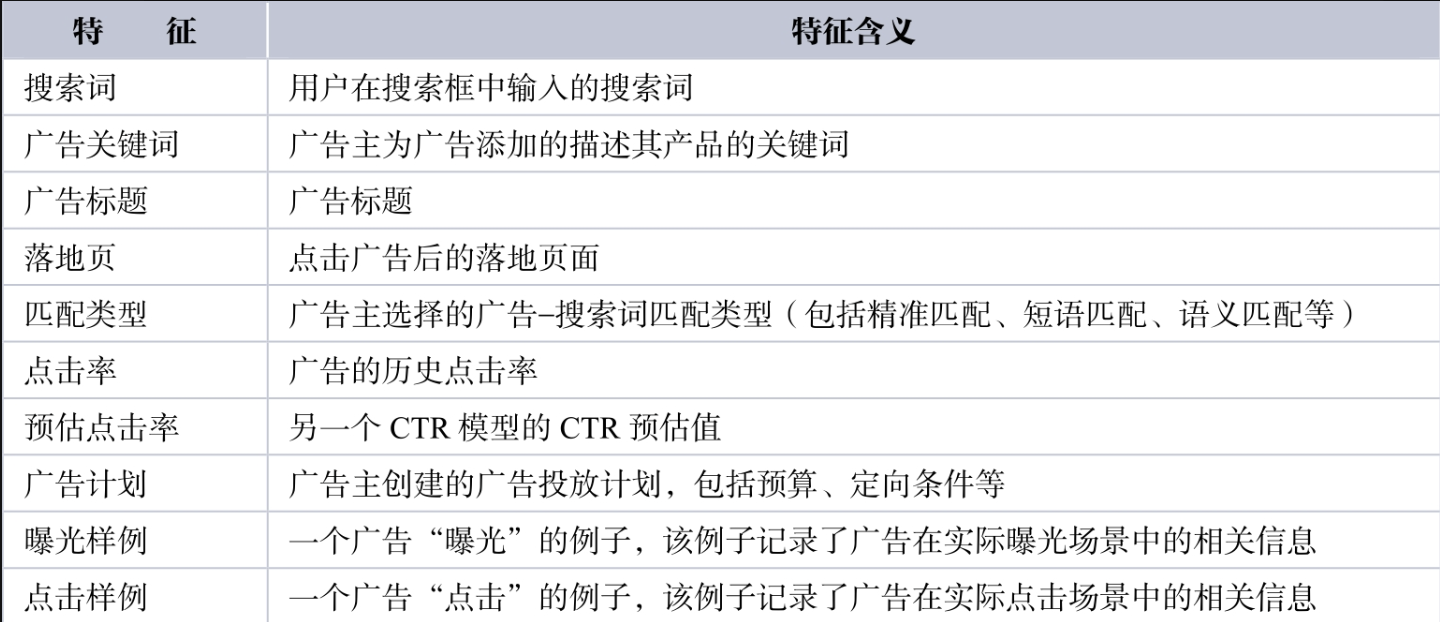 特 征 特征含义
搜索词 用户在搜索框中输入的搜索词
广告关键词 广告主为广告添加的描述其产品的关键词
广告标题 广告标题
落地页 点击广告后的落地页面
匹配类型 广告主选择的广告–搜索词匹配类型（包括精准匹配、短语匹配、语义匹配等）
点击率 广告的历史点击率
预估点击率 另一个 CTR 模型的 CTR 预估值
广告计划 广告主创建的广告投放计划，包括预算、定向条件等
曝光样例 一个广告“曝光”的例子，该例子记录了广告在实际曝光场景中的相关信息
点击样例 一个广告“点击”的例子，该例子记录了广告在实际点击场景中的相关信息